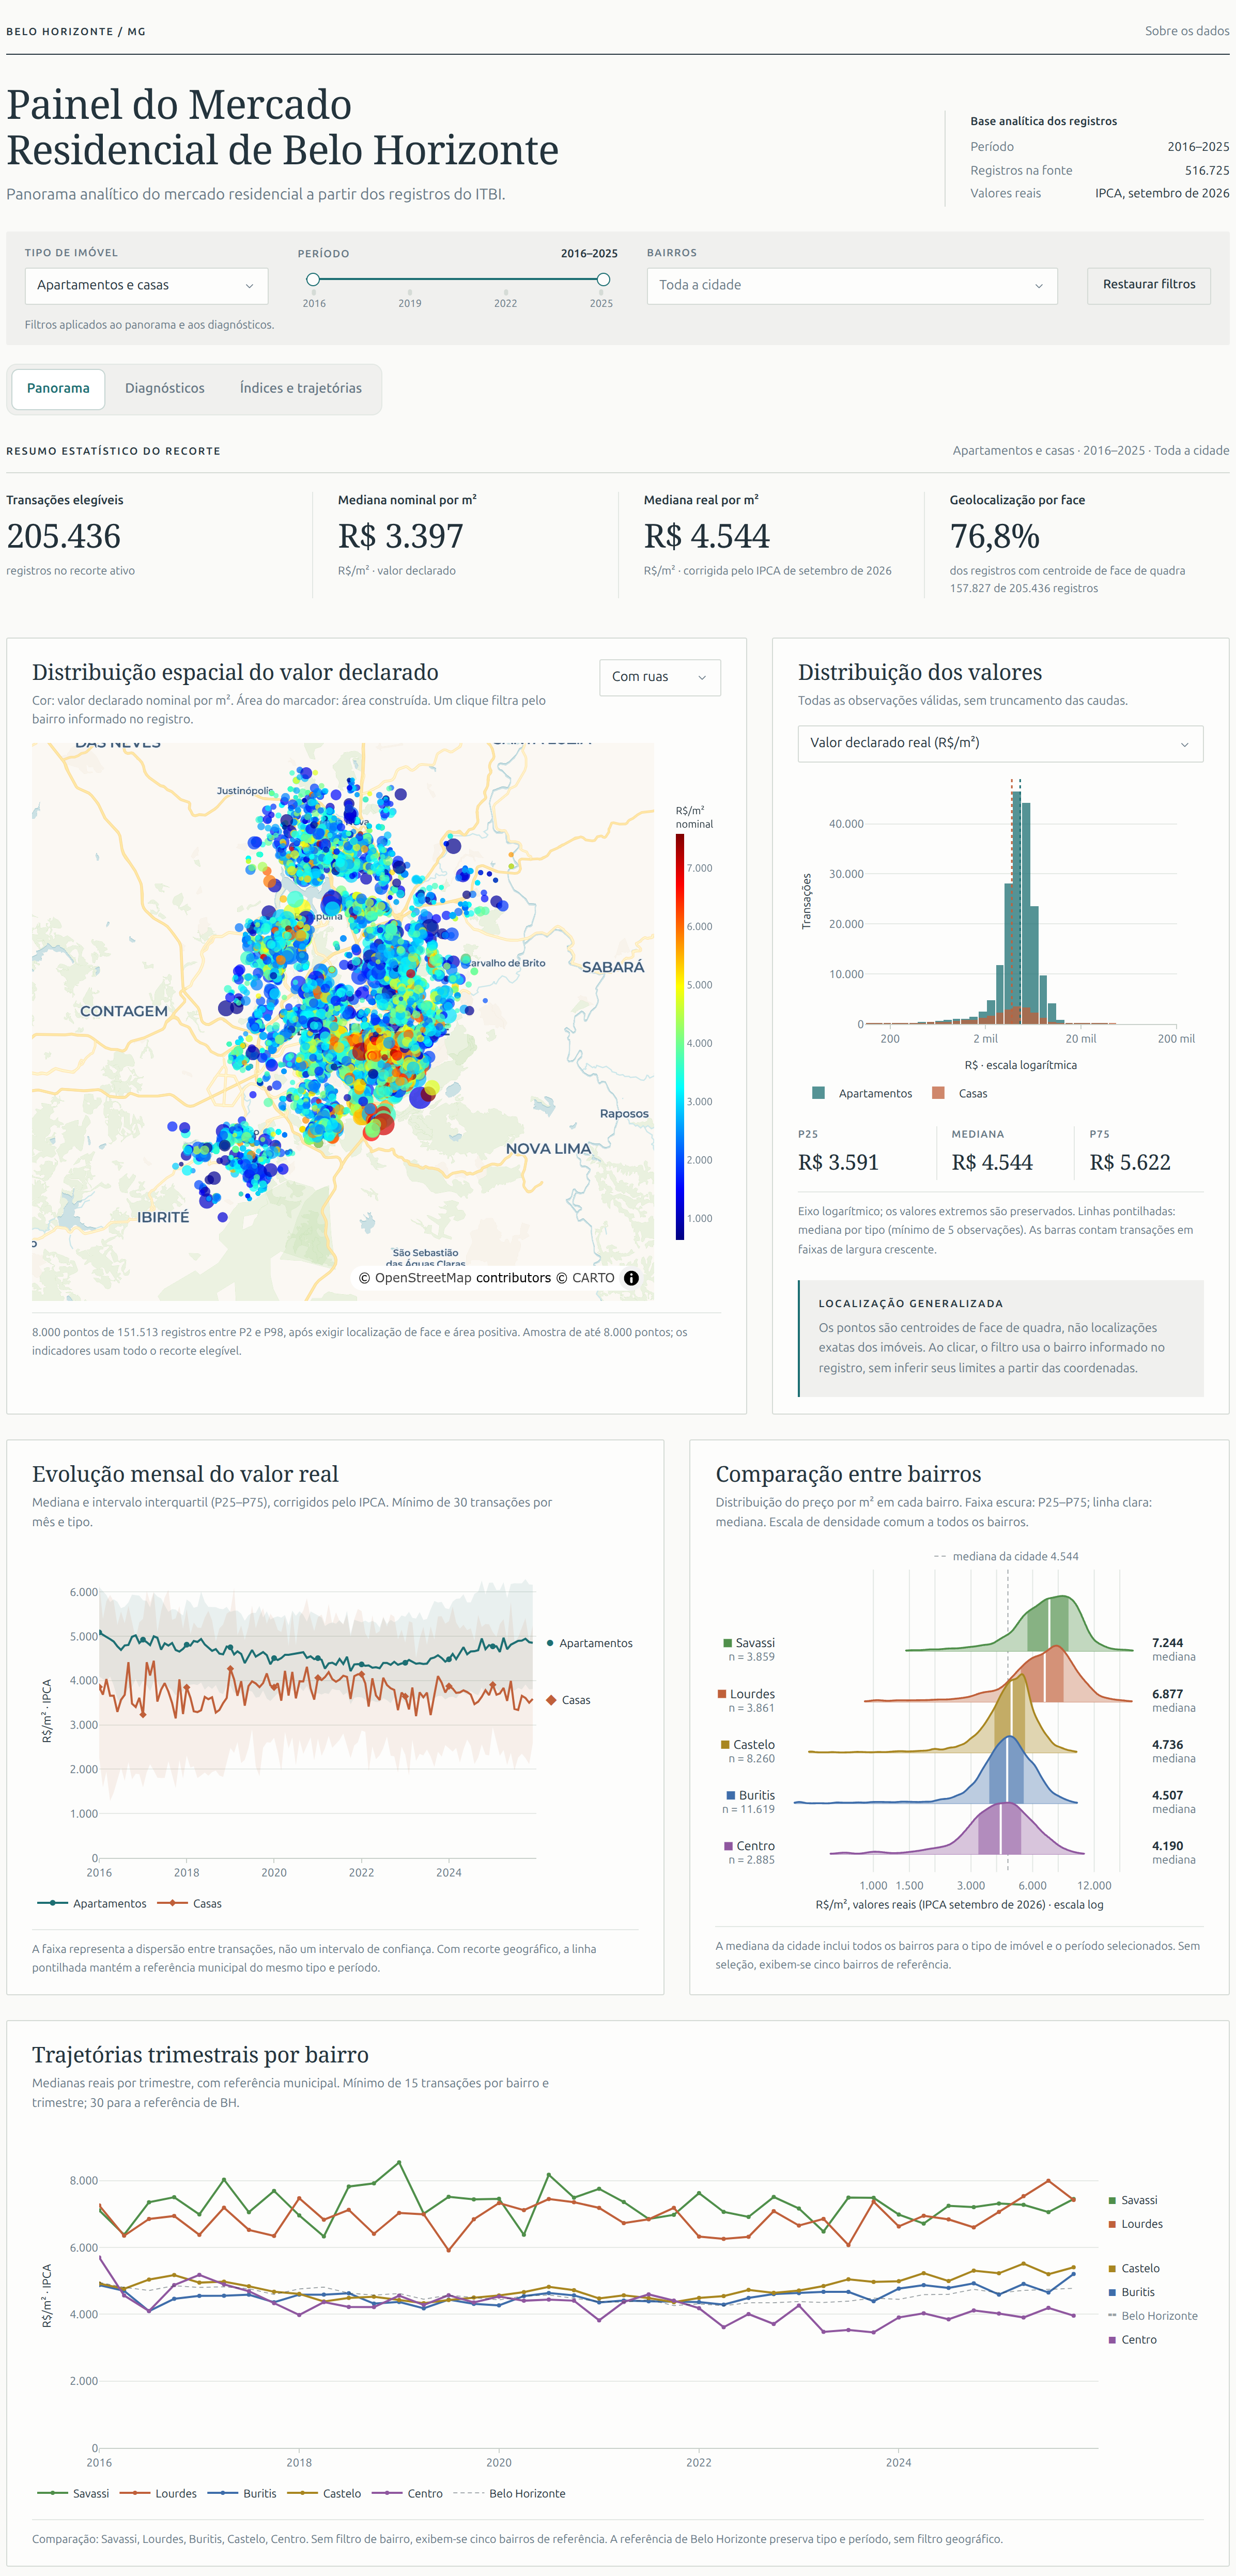 BELO HORIZONTE / MG
Sobre os dados
Painel do Mercado
Residencial de Belo Horizonte
Panorama analítico do mercado residencial a partir dos registros do ITBI.
Base analítica dos registros
Período 2016–2025
Registros na fonte 516.725
Valores reais IPCA, setembro de 2026
TIPO DE IMÓVEL
Apartamentos e casas
Filtros aplicados ao panorama e aos diagnósticos.
PERÍODO 2016–2025
2016 2019 2022 2025
BAIRROS
Toda a cidade
Restaurar filtros
Panorama Diagnósticos Índices e trajetórias
RESUMO ESTATÍSTICO DO RECORTE
Apartamentos e casas · 2016–2025 · Toda a cidade
Transações elegíveis
205.436
registros no recorte ativo
Mediana nominal por m²
R$ 3.397
R$/m² · valor declarado
Mediana real por m²
R$ 4.544
R$/m² · corrigida pelo IPCA de setembro de 2026
Geolocalização por face
76,8%
dos registros com centroide de face de quadra
157.827 de 205.436 registros
Distribuição espacial do valor declarado
Com ruas
Cor: valor declarado nominal por m². Área do marcador: área construída. Um clique filtra pelo
bairro informado no registro.
DAS NEVES
Justinópolis
SABARÁ
CONTAGEM
Raposos
NOVA LIMA
IBIRITÉ
São Sebastião
das Águas Claras
© OpenStreetMap contributors © CARTO
R$/m²
nominal
7.000
6.000
5.000
4.000
3.000
2.000
1.000
8.000 pontos de 151.513 registros entre P2 e P98, após exigir localização de face e área positiva. Amostra de até 8.000 pontos; os
indicadores usam todo o recorte elegível.
Distribuição dos valores
Todas as observações válidas, sem truncamento das caudas.
Valor declarado real (R$/m²)
Transações
40.000
30.000
20.000
10.000
0
200 2 mil 20 mil 200 mil
R$ · escala logarítmica
Apartamentos Casas
P25
R$ 3.591
MEDIANA
R$ 4.544
P75
R$ 5.622
Eixo logarítmico; os valores extremos são preservados. Linhas pontilhadas:
mediana por tipo (mínimo de 5 observações). As barras contam transações em
faixas de largura crescente.
LOCALIZAÇÃO GENERALIZADA
Os pontos são centroides de face de quadra, não localizações
exatas dos imóveis. Ao clicar, o filtro usa o bairro informado no
registro, sem inferir seus limites a partir das coordenadas.
Evolução mensal do valor real
Mediana e intervalo interquartil (P25–P75), corrigidos pelo IPCA. Mínimo de 30 transações por
mês e tipo.
R$/m² · IPCA
6.000
5.000
4.000
3.000
2.000
1.000
0
2016 2018 2020 2022 2024
Apartamentos
Casas
Apartamentos Casas
A faixa representa a dispersão entre transações, não um intervalo de confiança. Com recorte geográfico, a linha
pontilhada mantém a referência municipal do mesmo tipo e período.
Comparação entre bairros
Distribuição do preço por m² em cada bairro. Faixa escura: P25–P75; linha clara:
mediana. Escala de densidade comum a todos os bairros.
mediana da cidade 4.544
Savassi
n = 3.859
7.244
mediana
Lourdes
n = 3.861
6.877
mediana
Castelo
n = 8.260
4.736
mediana
Buritis
n = 11.619
4.507
mediana
Centro
n = 2.885
4.190
mediana
1.000 1.500 3.000 6.000 12.000
R$/m², valores reais (IPCA setembro de 2026) · escala log
A mediana da cidade inclui todos os bairros para o tipo de imóvel e o período selecionados. Sem
seleção, exibem-se cinco bairros de referência.
Trajetórias trimestrais por bairro
Medianas reais por trimestre, com referência municipal. Mínimo de 15 transações por bairro e
trimestre; 30 para a referência de BH.
R$/m² · IPCA
8.000
6.000
4.000
2.000
0
2016 2018 2020 2022 2024
Savassi
Lourdes
Castelo
Buritis
Belo Horizonte
Centro
Savassi Lourdes Buritis Castelo Centro Belo Horizonte
Comparação: Savassi, Lourdes, Buritis, Castelo, Centro. Sem filtro de bairro, exibem-se cinco bairros de referência. A referência de Belo Horizonte preserva tipo e período, sem filtro geográfico.